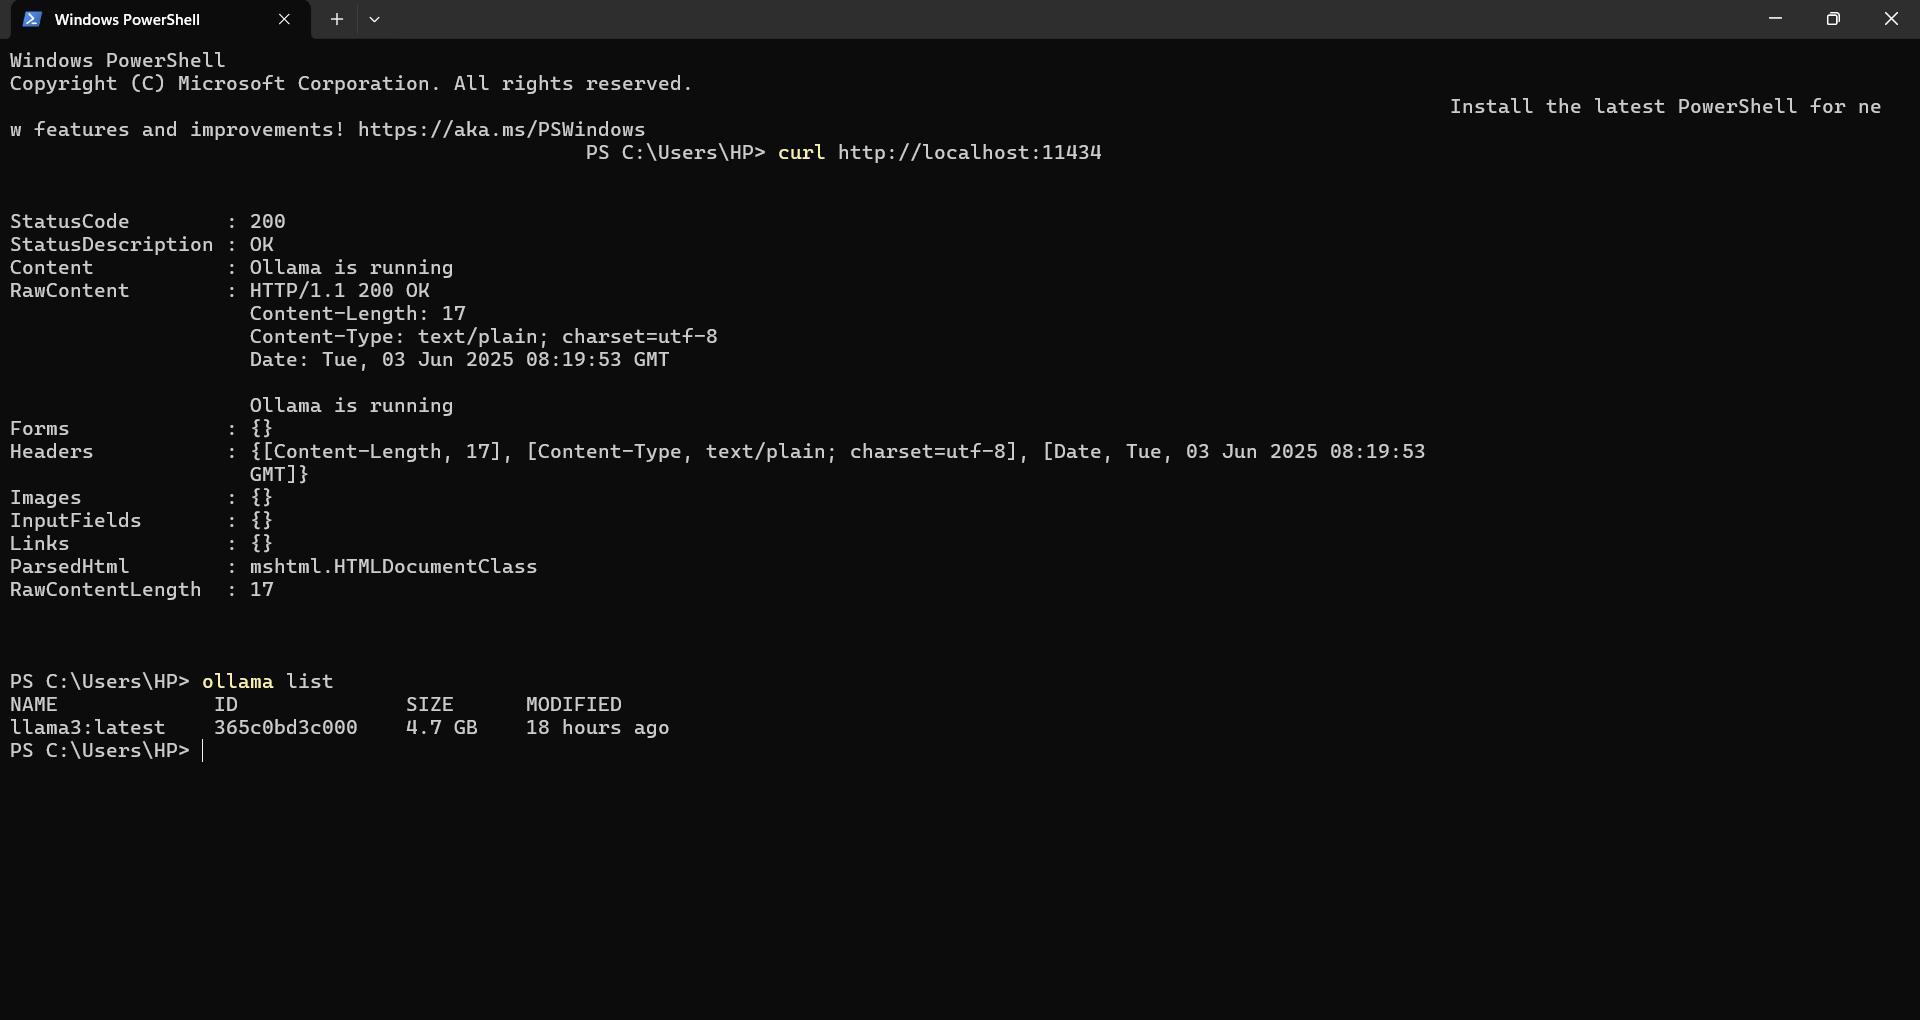 Windows PowerShell
Windows PowerShell
Copyright (C) Microsoft Corporation. All rights reserved.
Install the latest PowerShell for ne
w features and improvements! https://aka.ms/PSWindows
PS C:\Users\HP> curl http://localhost:11434
StatusCode : 200
StatusDescription : OK
Content : Ollama is running
RawContent : HTTP/1.1 200 OK
Content-Length: 17
Content-Type: text/plain; charset=utf-8
Date: Tue, 03 Jun 2025 08:19:53 GMT
Ollama is running
Forms : {}
Headers : {[Content-Length, 17], [Content-Type, text/plain; charset=utf-8], [Date, Tue, 03 Jun 2025 08:19:53
GMT]}
Images : {}
InputFields : {}
Links : {}
ParsedHtml : mshtml.HTMLDocumentClass
RawContentLength : 17
PS C:\Users\HP> ollama list
NAME ID SIZE MODIFIED
llama3:latest 365c0bd3c000 4.7 GB 18 hours ago
PS C:\Users\HP>